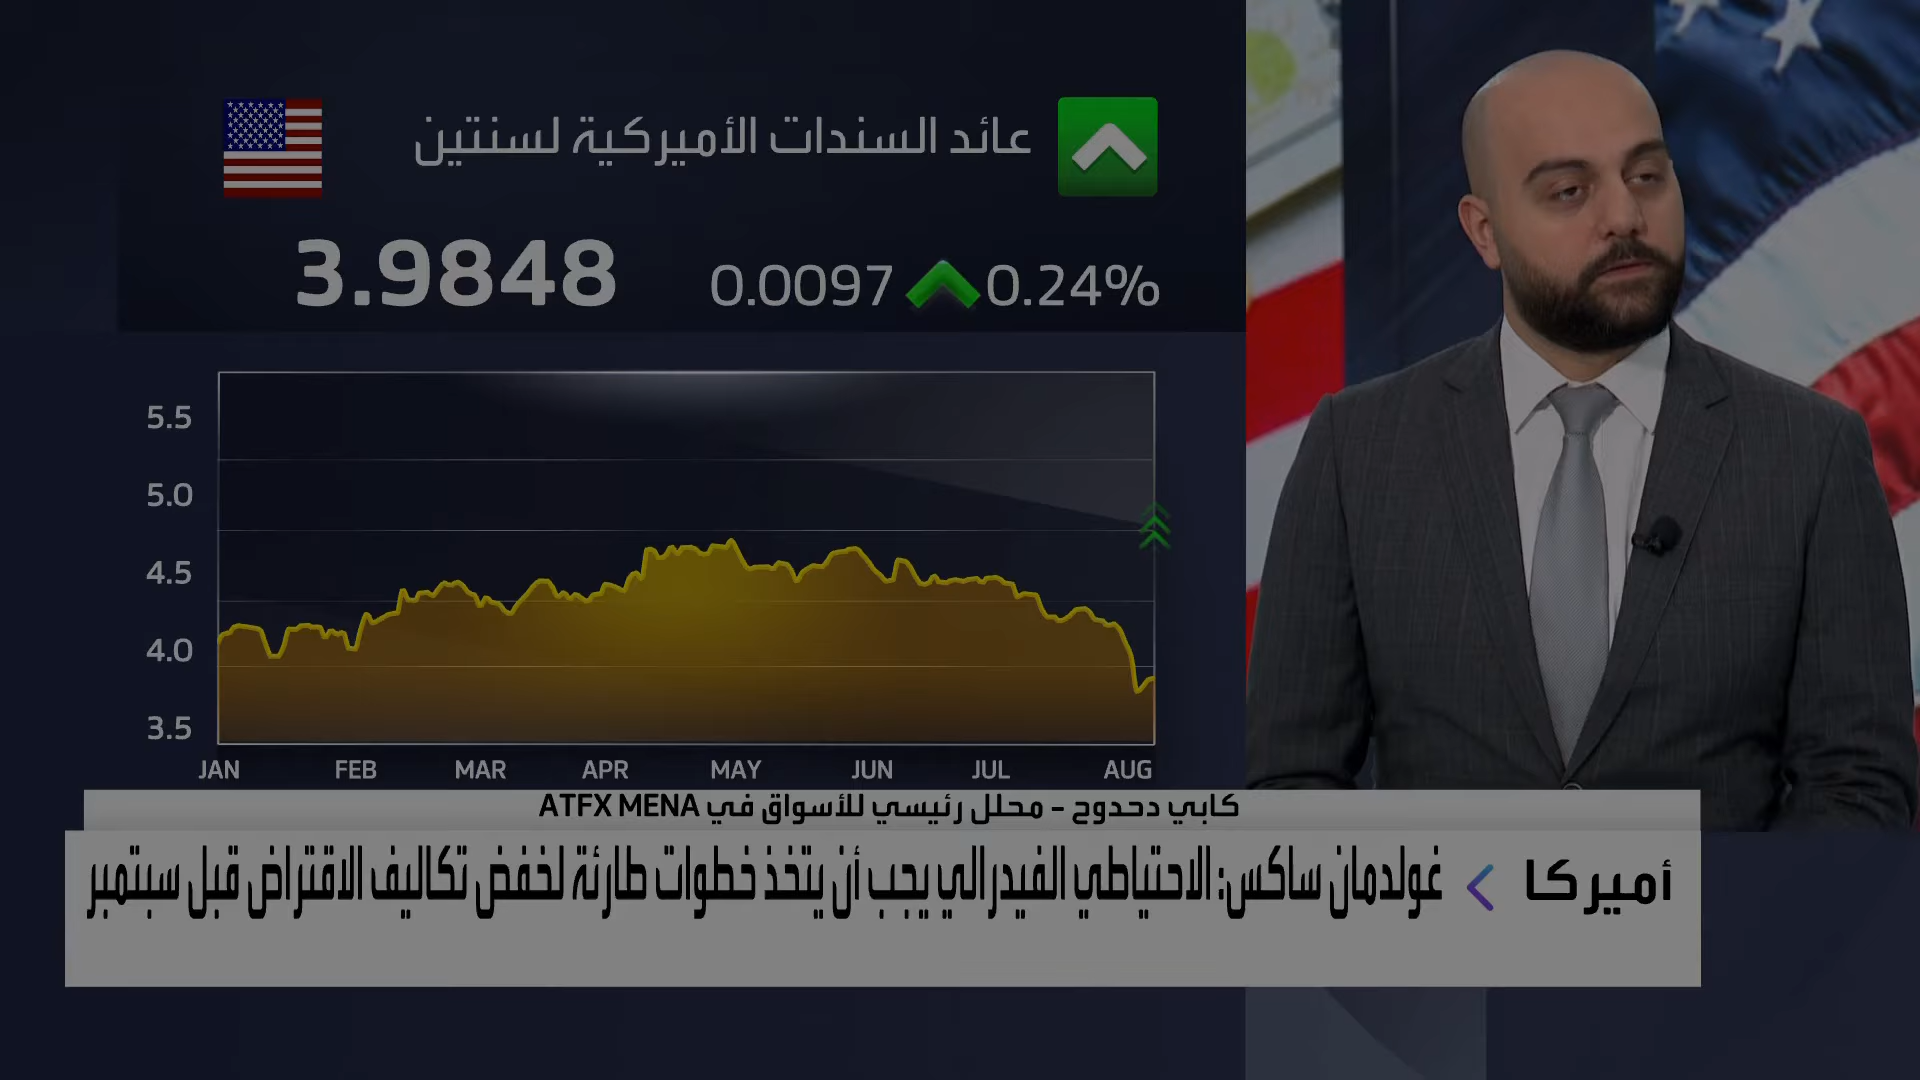 عائد السندات الأميركية لسنتين
3.9848 0.0097 0.24%
5.5
5.0
4.5
4.0
3.5
JAN FEB MAR APR MAY JUN JUL AUG
كابي دحدوح - محلل رئيسي للأسواق في ATFX MENA
أميركا > غولدمان ساكس: الاحتياطي الفيدرالي يجب أن يتخذ خطوات طارئة لخفض تكاليف الاقتراض قبل سبتمبر